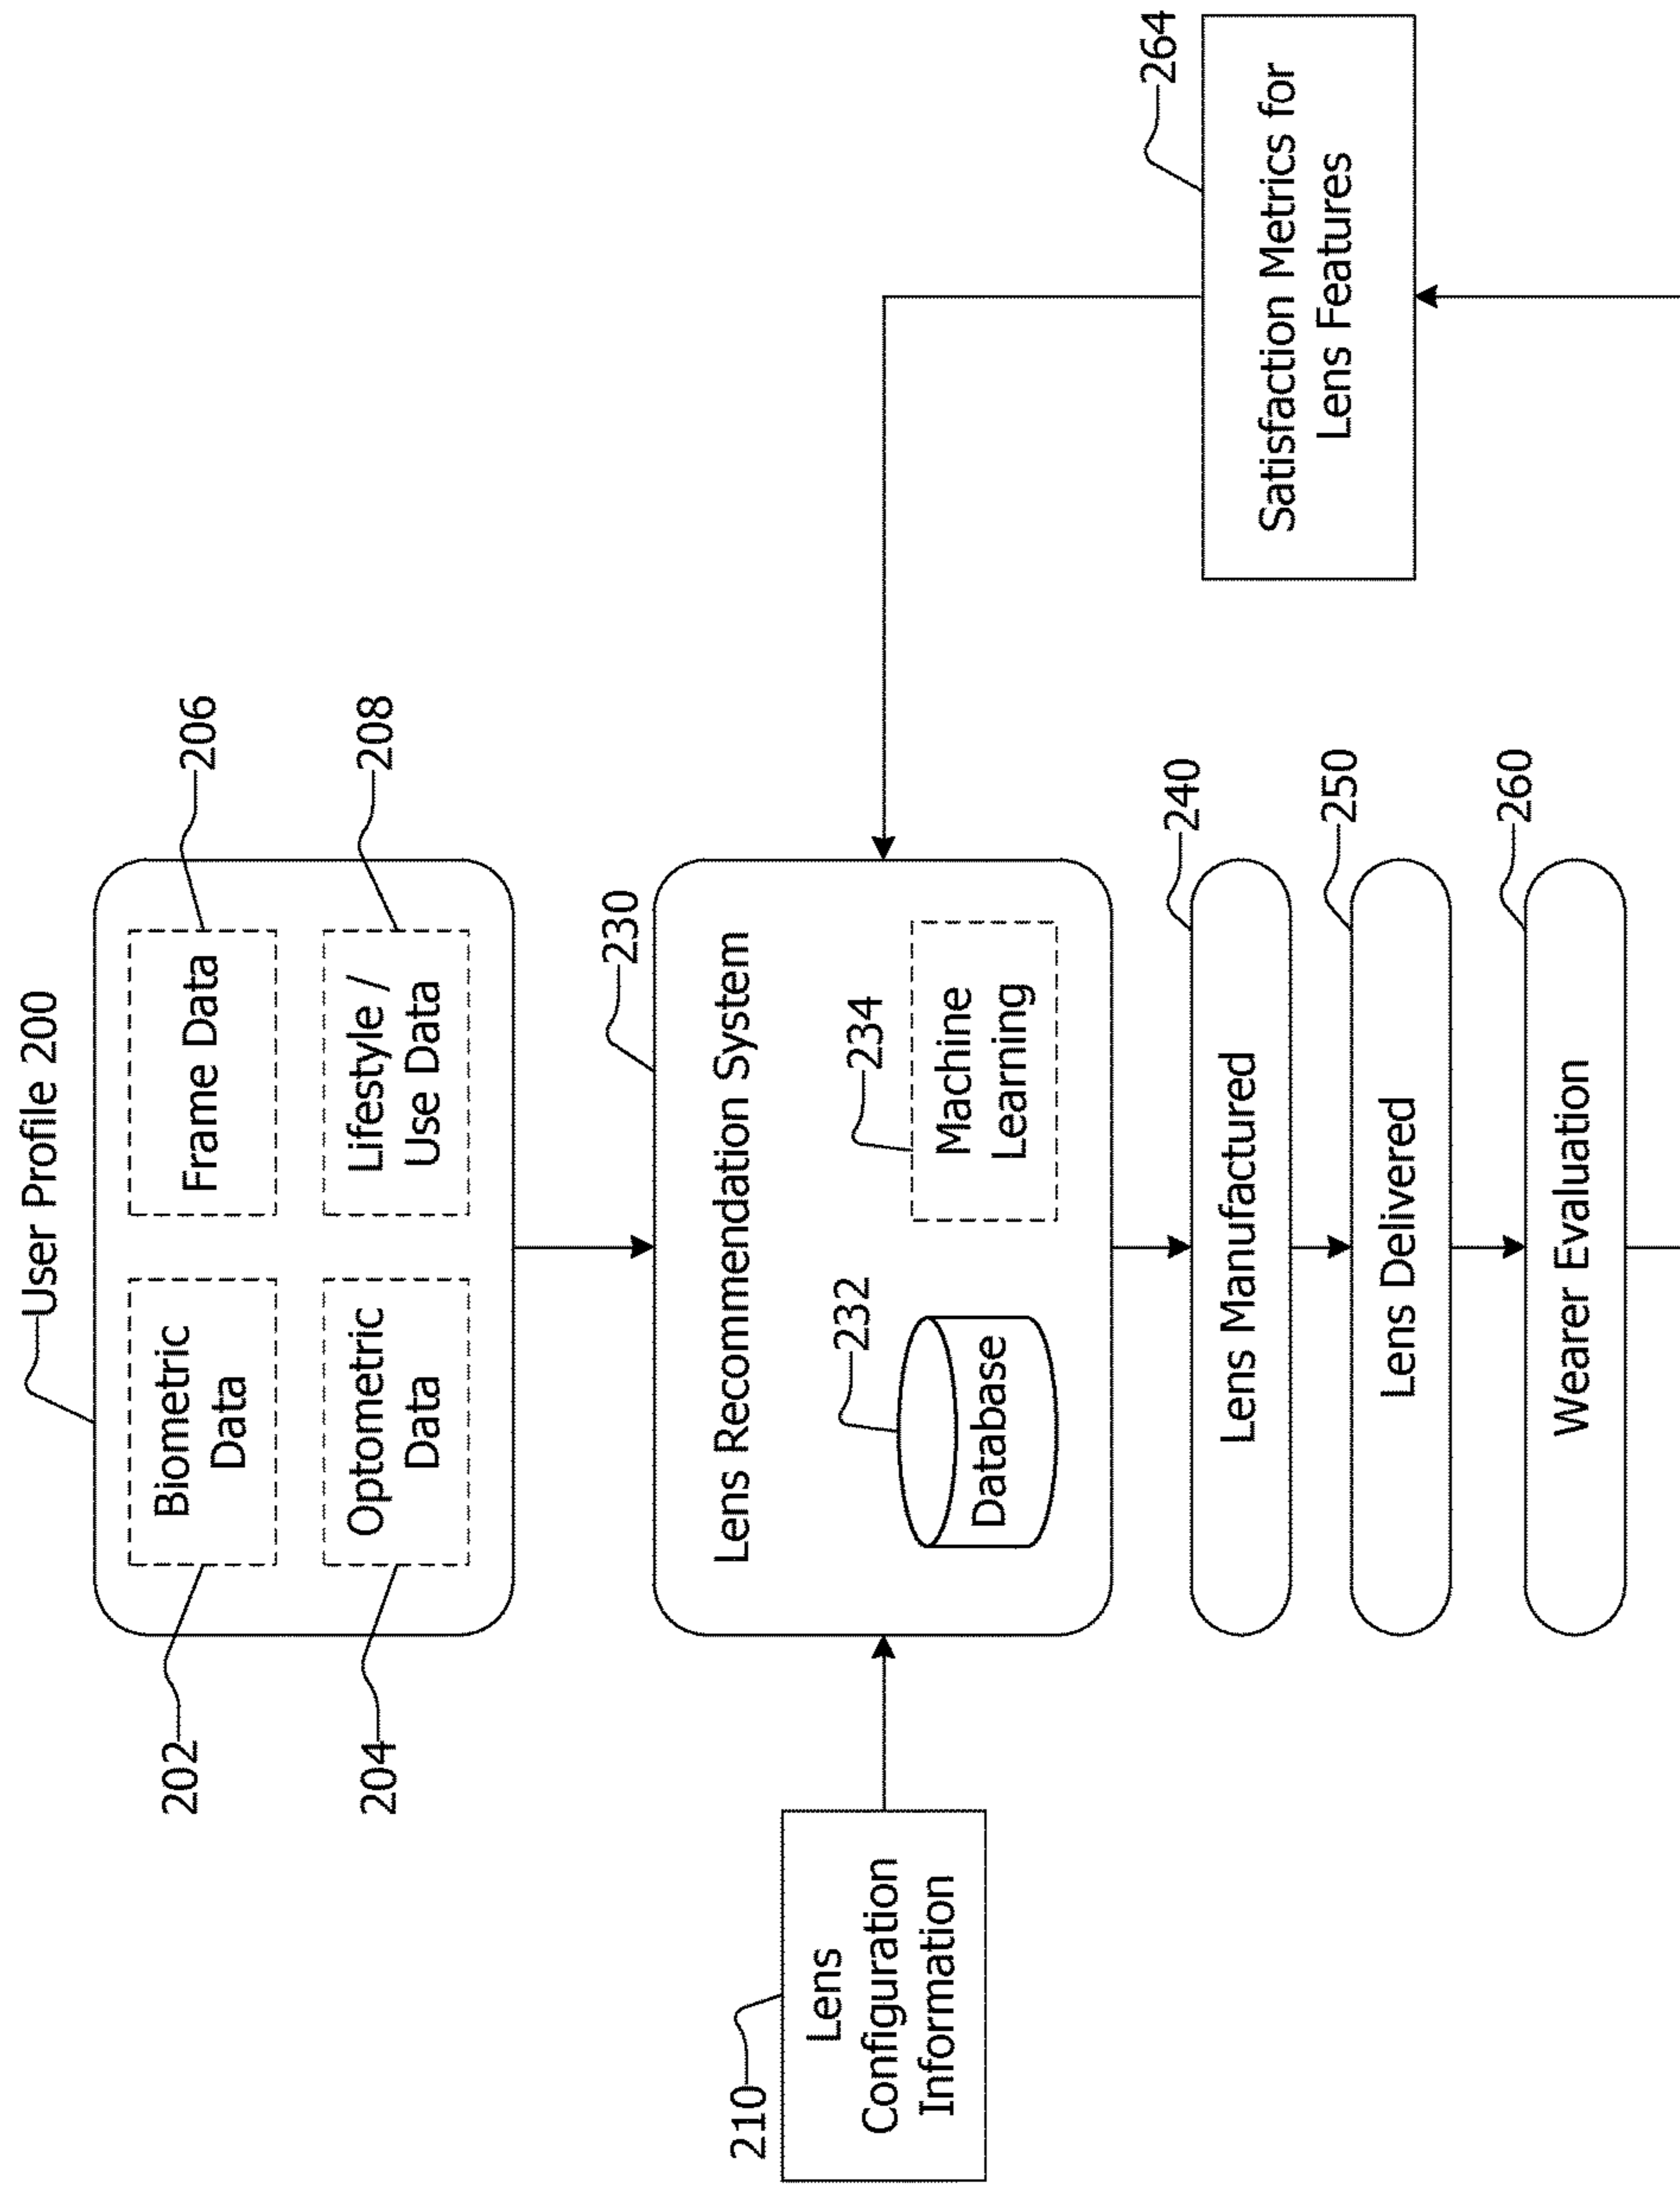 User Profile 200
202
Biometric
Data
Frame Data
206
204
Optometric
Data
Lifestyle /
Use Data
208
230
Lens Recommendation System
232
Database
234
Machine
Learning
210
Lens
Configuration
Information
264
Satisfaction Metrics for
Lens Features
240
Lens Manufactured
250
Lens Delivered
260
Wearer Evaluation